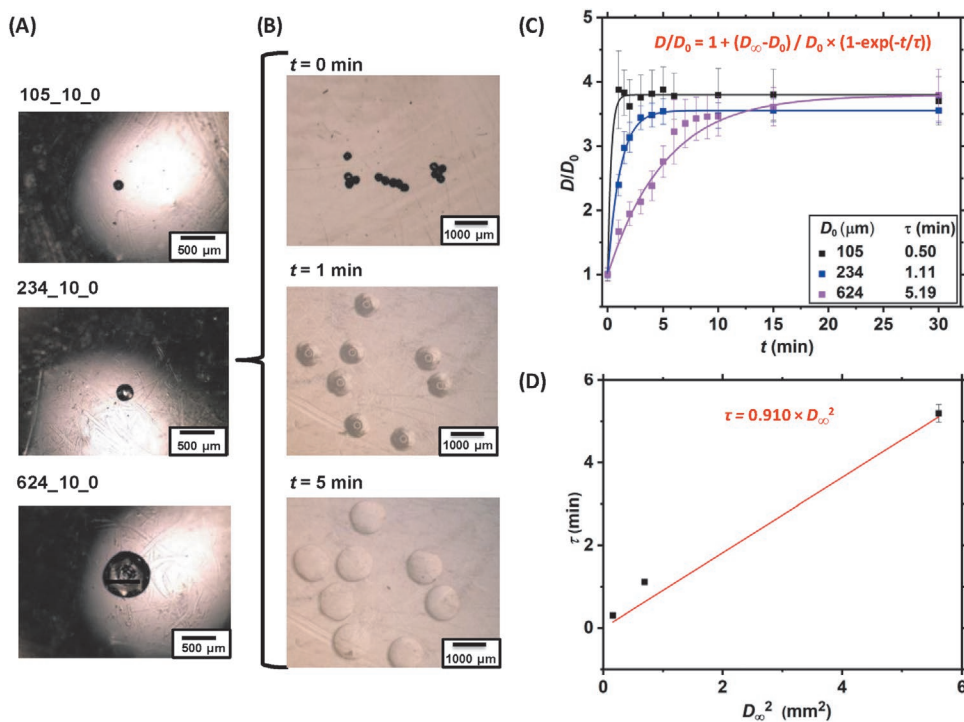 (A)
105_10_0
500 µm
234_10_0
500 µm
624_10_0
500 µm
(B)
t = 0 min
1000 µm
t = 1 min
1000 µm
t = 5 min
1000 µm
(C)
D/D₀ = 1 + (D∞-D₀) / D₀ × (1-exp(-t/τ))
D/D₀
5
4
3
2
1
D₀ (µm) τ (min)
105 0.50
234 1.11
624 5.19
0 5 10 15 20 25 30
t (min)
(D)
τ = 0.910 × D∞²
τ (min)
6
4
2
0
0 2 4 6
D∞² (mm²)